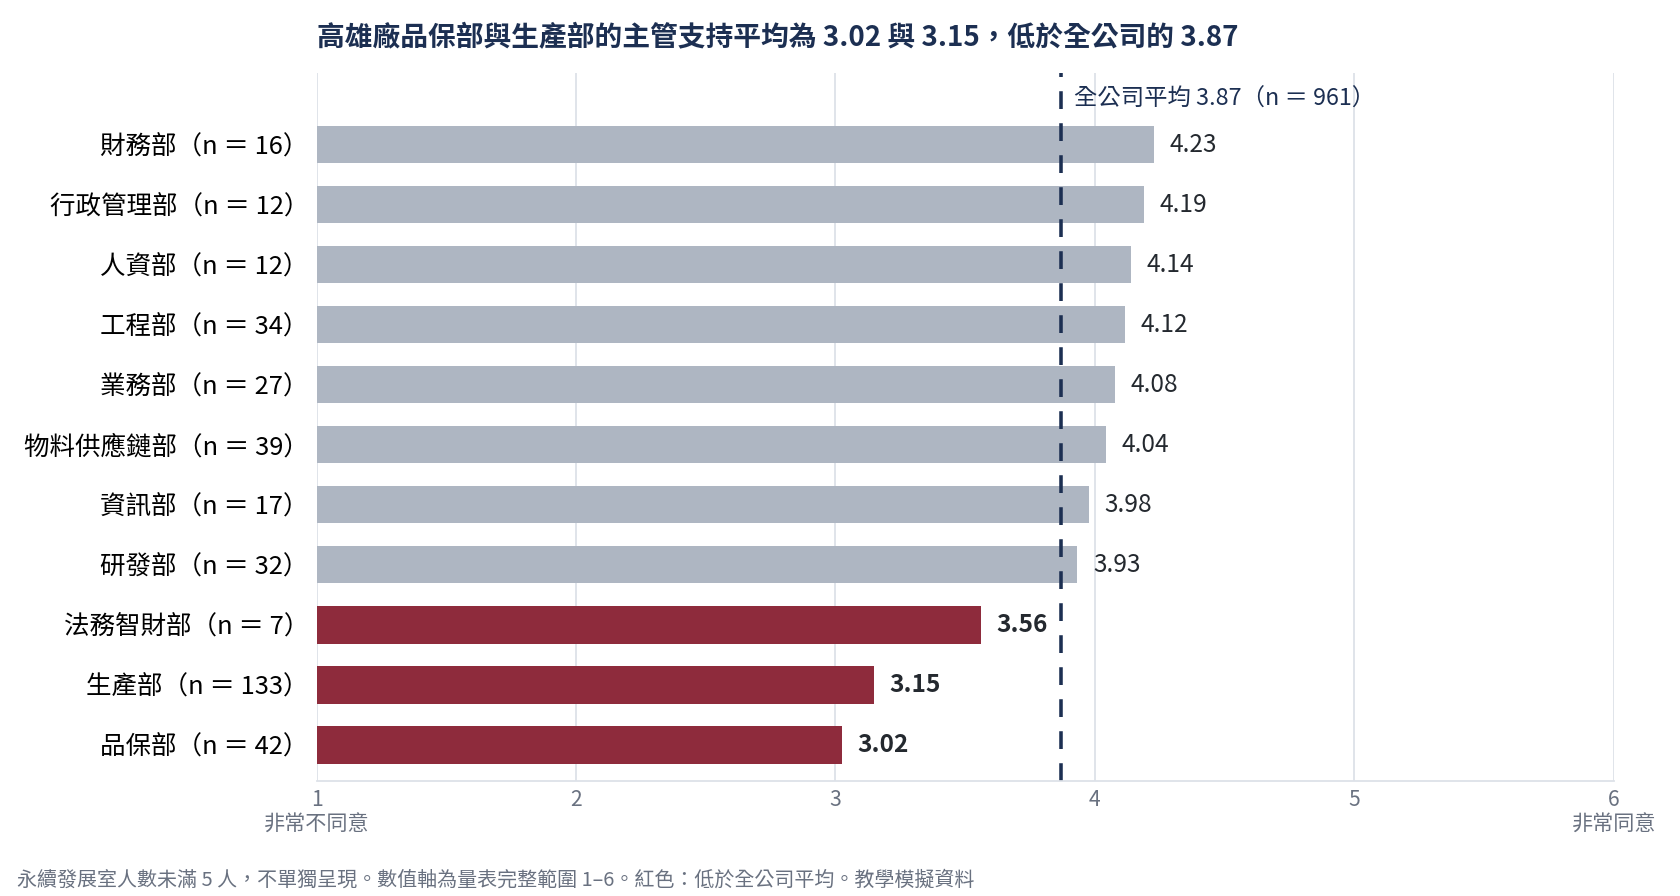 高雄廠品保部與生產部的主管支持平均為 3.02 與 3.15，低於全公司的 3.87
全公司平均 3.87（n ＝ 961）
財務部（n ＝ 16） 4.23
行政管理部（n ＝ 12） 4.19
人資部（n ＝ 12） 4.14
工程部（n ＝ 34） 4.12
業務部（n ＝ 27） 4.08
物料供應鏈部（n ＝ 39） 4.04
資訊部（n ＝ 17） 3.98
研發部（n ＝ 32） 3.93
法務智財部（n ＝ 7） 3.56
生產部（n ＝ 133） 3.15
品保部（n ＝ 42） 3.02
1 2 3 4 5 6
非常不同意 非常同意
永續發展室人數未滿 5 人，不單獨呈現。數值軸為量表完整範圍 1–6。紅色：低於全公司平均。教學模擬資料